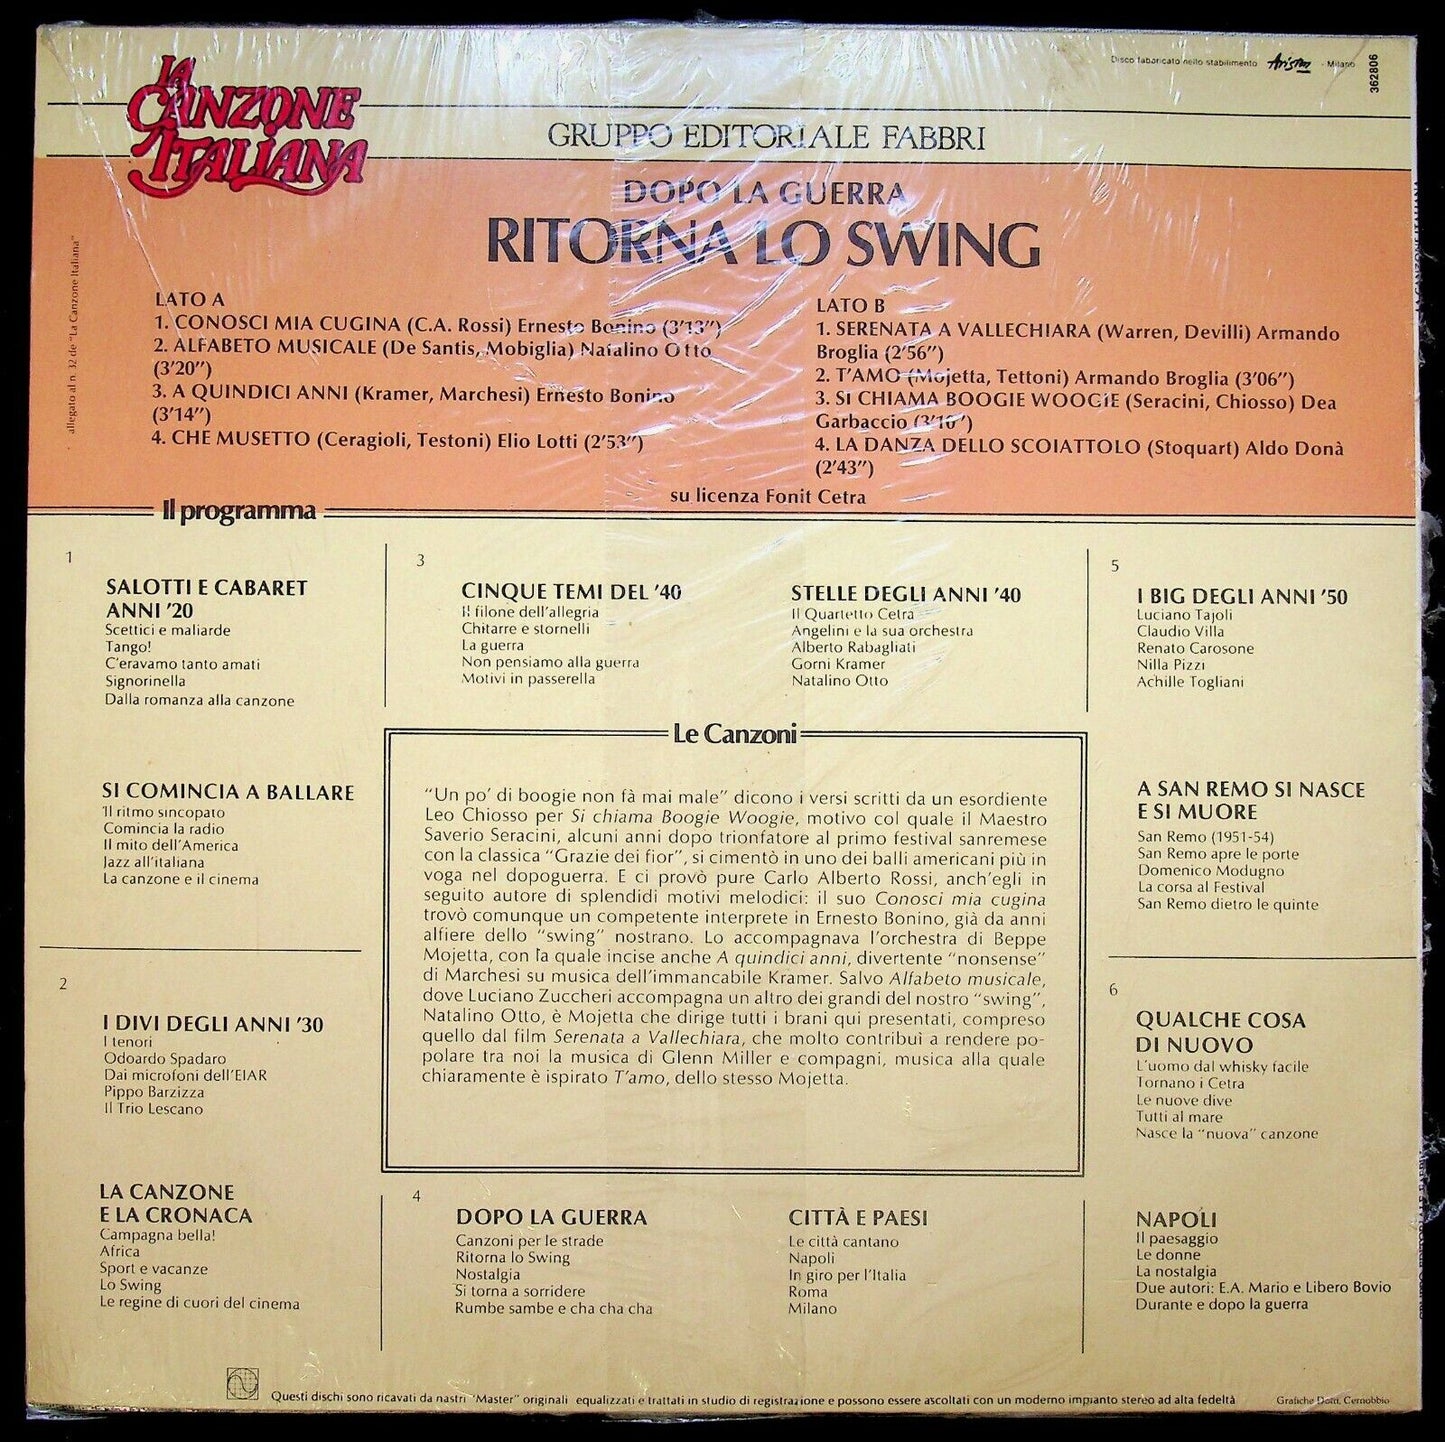 Disco fabbricato nello stabilimento Ariston - Milano
362806
LA
CANZONE
ITALIANA
GRUPPO EDITORIALE FABBRI
DOPO LA GUERRA
RITORNA LO SWING
allegato al n. 32 de "La Canzone Italiana"
LATO A
1. CONOSCI MIA CUGINA (C.A. Rossi) Ernesto Bonino (3'13")
2. ALFABETO MUSICALE (De Santis, Mobiglia) Natalino Otto
(3'20")
3. A QUINDICI ANNI (Kramer, Marchesi) Ernesto Bonino
(3'14")
4. CHE MUSETTO (Ceragioli, Testoni) Elio Lotti (2'53")
LATO B
1. SERENATA A VALLECHIARA (Warren, Devilli) Armando
Broglia (2'56")
2. T'AMO (Mojetta, Tettoni) Armando Broglia (3'06")
3. SI CHIAMA BOOGIE WOOGIE (Seracini, Chiosso) Dea
Garbaccio (3'10")
4. LA DANZA DELLO SCOIATTOLO (Stoquart) Aldo Donà
(2'43")
su licenza Fonit Cetra
Il programma
1
SALOTTI E CABARET
ANNI '20
Scettici e maliarde
Tango!
C'eravamo tanto amati
Signorinella
Dalla romanza alla canzone
SI COMINCIA A BALLARE
Il ritmo sincopato
Comincia la radio
Il mito dell'America
Jazz all'italiana
La canzone e il cinema
2
I DIVI DEGLI ANNI '30
I tenori
Odoardo Spadaro
Dai microfoni dell'EIAR
Pippo Barzizza
Il Trio Lescano
LA CANZONE
E LA CRONACA
Campagna bella!
Africa
Sport e vacanze
Lo Swing
Le regine di cuori del cinema
3
CINQUE TEMI DEL '40
Il filone dell'allegria
Chitarre e stornelli
La guerra
Non pensiamo alla guerra
Motivi in passerella
STELLE DEGLI ANNI '40
Il Quartetto Cetra
Angelini e la sua orchestra
Alberto Rabagliati
Gorni Kramer
Natalino Otto
Le Canzoni
"Un po' di boogie non fà mai male" dicono i versi scritti da un esordiente
Leo Chiosso per Si chiama Boogie Woogie, motivo col quale il Maestro
Saverio Seracini, alcuni anni dopo trionfatore al primo festival sanremese
con la classica "Grazie dei fior", si cimentò in uno dei balli americani più in
voga nel dopoguerra. E ci provò pure Carlo Alberto Rossi, anch'egli in
seguito autore di splendidi motivi melodici: il suo Conosci mia cugina
trovò comunque un competente interprete in Ernesto Bonino, già da anni
alfiere dello "swing" nostrano. Lo accompagnava l'orchestra di Beppe
Mojetta, con la quale incise anche A quindici anni, divertente "nonsense"
di Marchesi su musica dell'immancabile Kramer. Salvo Alfabeto musicale,
dove Luciano Zuccheri accompagna un altro dei grandi del nostro "swing",
Natalino Otto, è Mojetta che dirige tutti i brani qui presentati, compreso
quello dal film Serenata a Vallechiara, che molto contribuì a rendere po-
polare tra noi la musica di Glenn Miller e compagni, musica alla quale
chiaramente è ispirato T'amo, dello stesso Mojetta.
4
DOPO LA GUERRA
Canzoni per le strade
Ritorna lo Swing
Nostalgia
Si torna a sorridere
Rumbe sambe e cha cha cha
CITTÀ E PAESI
Le città cantano
Napoli
In giro per l'Italia
Roma
Milano
5
I BIG DEGLI ANNI '50
Luciano Tajoli
Claudio Villa
Renato Carosone
Nilla Pizzi
Achille Togliani
A SAN REMO SI NASCE
E SI MUORE
San Remo (1951-54)
San Remo apre le porte
Domenico Modugno
La corsa al Festival
San Remo dietro le quinte
6
QUALCHE COSA
DI NUOVO
L'uomo dal whisky facile
Tornano i Cetra
Le nuove dive
Tutti al mare
Nasce la "nuova" canzone
NAPOLI
Il paesaggio
Le donne
La nostalgia
Due autori: E.A. Mario e Libero Bovio
Durante e dopo la guerra
Questi dischi sono ricavati da nastri "Master" originali equalizzati e trattati in studio di registrazione e possono essere ascoltati con un moderno impianto stereo ad alta fedeltà
Grafiche Dott. Cernobbio